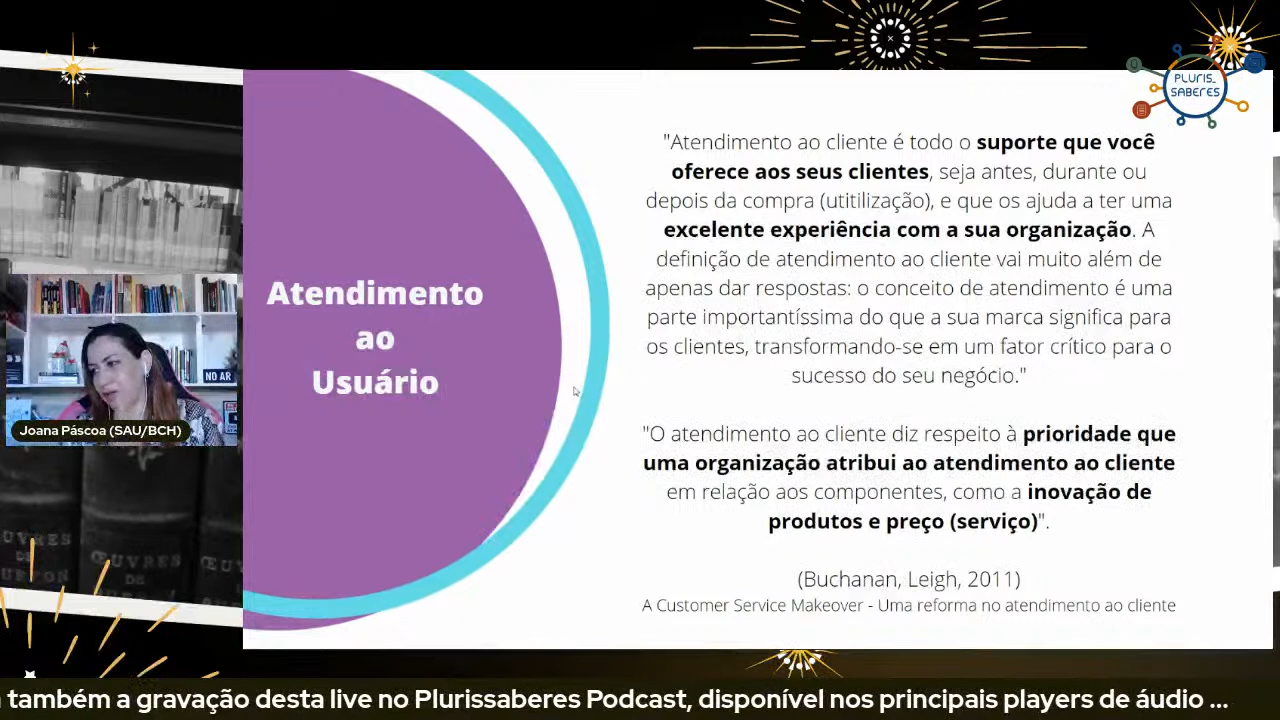 PLURIS_
SABERES
"Atendimento ao cliente é todo o suporte que você
oferece aos seus clientes, seja antes, durante ou
depois da compra (utitilização), e que os ajuda a ter uma
excelente experiência com a sua organização. A
definição de atendimento ao cliente vai muito além de
apenas dar respostas: o conceito de atendimento é uma
parte importantíssima do que a sua marca significa para
os clientes, transformando-se em um fator crítico para o
sucesso do seu negócio."
"O atendimento ao cliente diz respeito à prioridade que
uma organização atribui ao atendimento ao cliente
em relação aos componentes, como a inovação de
produtos e preço (serviço)".
(Buchanan, Leigh, 2011)
A Customer Service Makeover - Uma reforma no atendimento ao cliente
Atendimento
ao
Usuário
NO AR
Joana Páscoa (SAU/BCH)
ŒUVRES
DE
ŒUVRES
DE
também a gravação desta live no Plurissaberes Podcast, disponível nos principais players de áudio ...